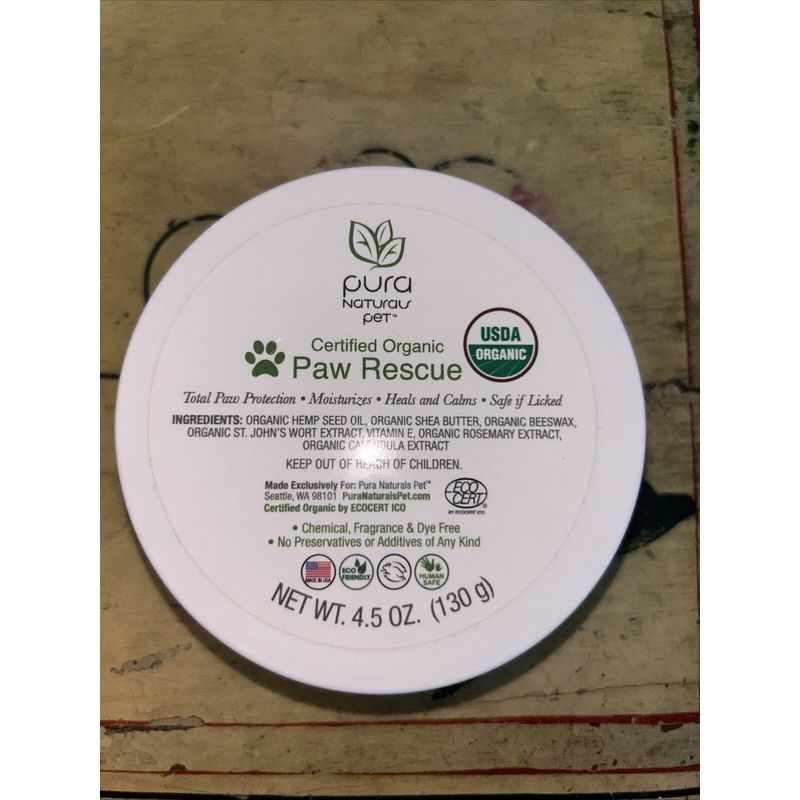 pura
NATURALS
PET™
Certified Organic
Paw Rescue
USDA
ORGANIC
Total Paw Protection • Moisturizes • Heals and Calms • Safe if Licked
INGREDIENTS: ORGANIC HEMP SEED OIL, ORGANIC SHEA BUTTER, ORGANIC BEESWAX,
ORGANIC ST. JOHN'S WORT EXTRACT, VITAMIN E, ORGANIC ROSEMARY EXTRACT,
ORGANIC CALENDULA EXTRACT
KEEP OUT OF REACH OF CHILDREN.
Made Exclusively For: Pura Naturals Pet™
Seattle, WA 98101 PuraNaturalsPet.com
Certified Organic by ECOCERT ICO
ECO
CERT®
BY ECOCERT ICO
• Chemical, Fragrance & Dye Free
• No Preservatives or Additives of Any Kind
MADE IN USA
ECO
FRIENDLY
HUMAN
SAFE
NET WT. 4.5 OZ. (130 g)